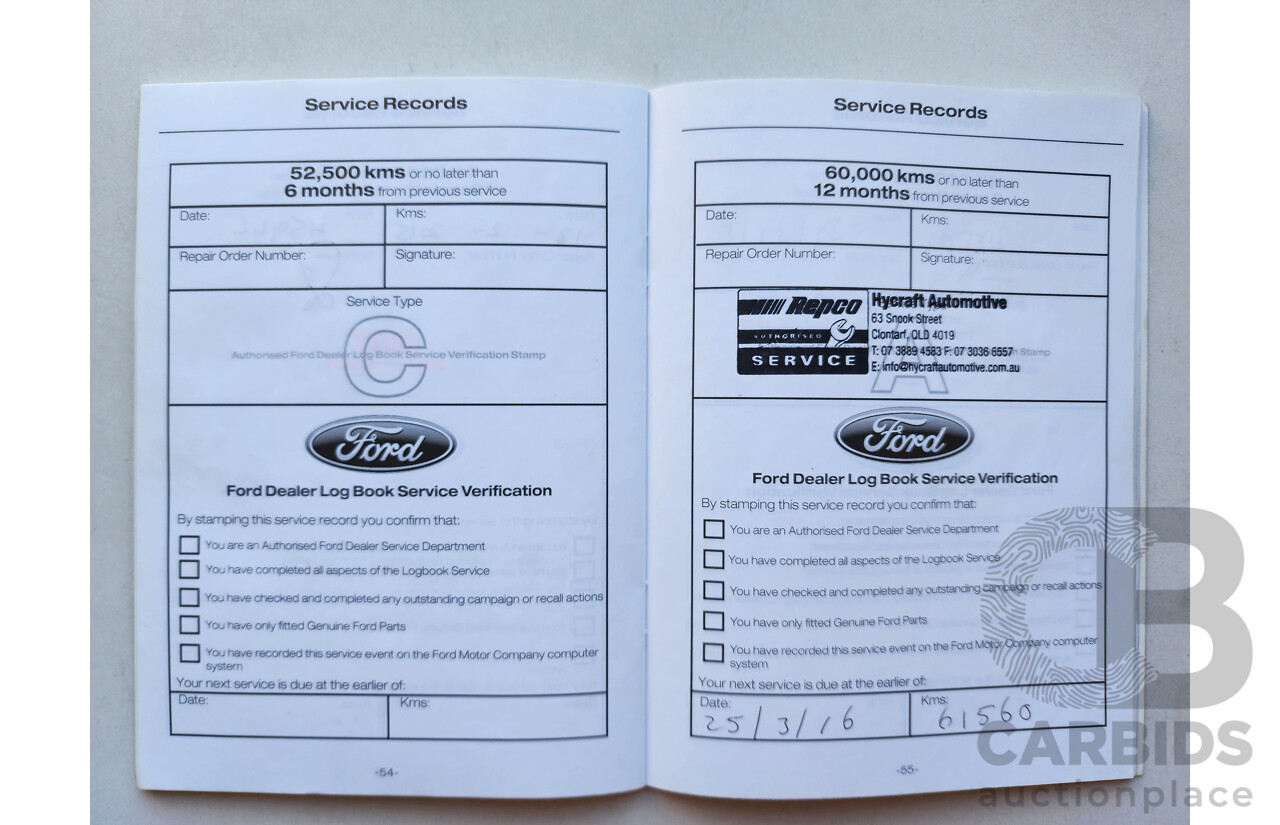 Service Records
52,500 kms or no later than
6 months from previous service
Date:
Kms:
Repair Order Number:
Signature:
Service Type
C
Authorised Ford Dealer Log Book Service Verification Stamp
Ford
Ford Dealer Log Book Service Verification
By stamping this service record you confirm that:
You are an Authorised Ford Dealer Service Department
You have completed all aspects of the Logbook Service
You have checked and completed any outstanding campaign or recall actions
You have only fitted Genuine Ford Parts
You have recorded this service event on the Ford Motor Company computer
system
Your next service is due at the earlier of:
Date:
Kms:
-54-
Service Records
60,000 kms or no later than
12 months from previous service
Date:
Kms:
Repair Order Number:
Signature:
Repco
AUTHORISED
SERVICE
Hycraft Automotive
63 Snook Street
Clontarf, QLD 4019
T: 07 3889 4583 F: 07 3036 6557
E: info@hycraftautomotive.com.au
Stamp
A
Ford
Ford Dealer Log Book Service Verification
By stamping this service record you confirm that:
You are an Authorised Ford Dealer Service Department
You have completed all aspects of the Logbook Service
You have checked and completed any outstanding campaign or recall actions
You have only fitted Genuine Ford Parts
You have recorded this service event on the Ford Motor Company computer
system
Your next service is due at the earlier of:
Date:
25/3/16
Kms:
61560
-55-
CB
CARBIDS
auctionplace